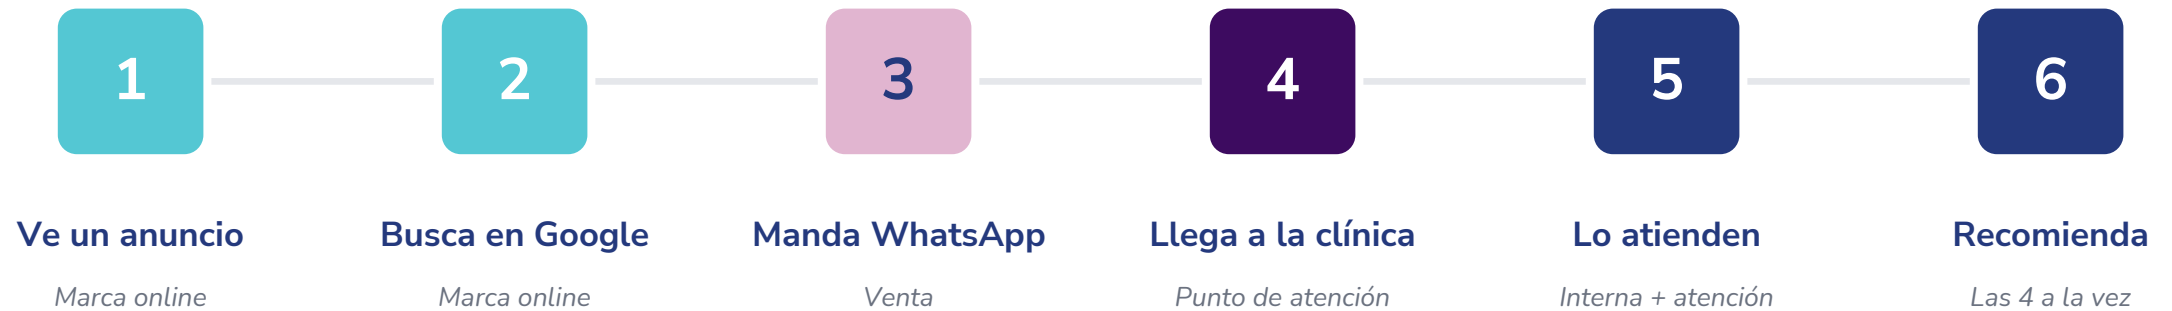 1
2
3
4
5
6
Ve un anuncio
Busca en Google
Manda WhatsApp
Llega a la clínica
Lo atienden
Recomienda
Marca online
Marca online
Venta
Punto de atención
Interna + atención
Las 4 a la vez